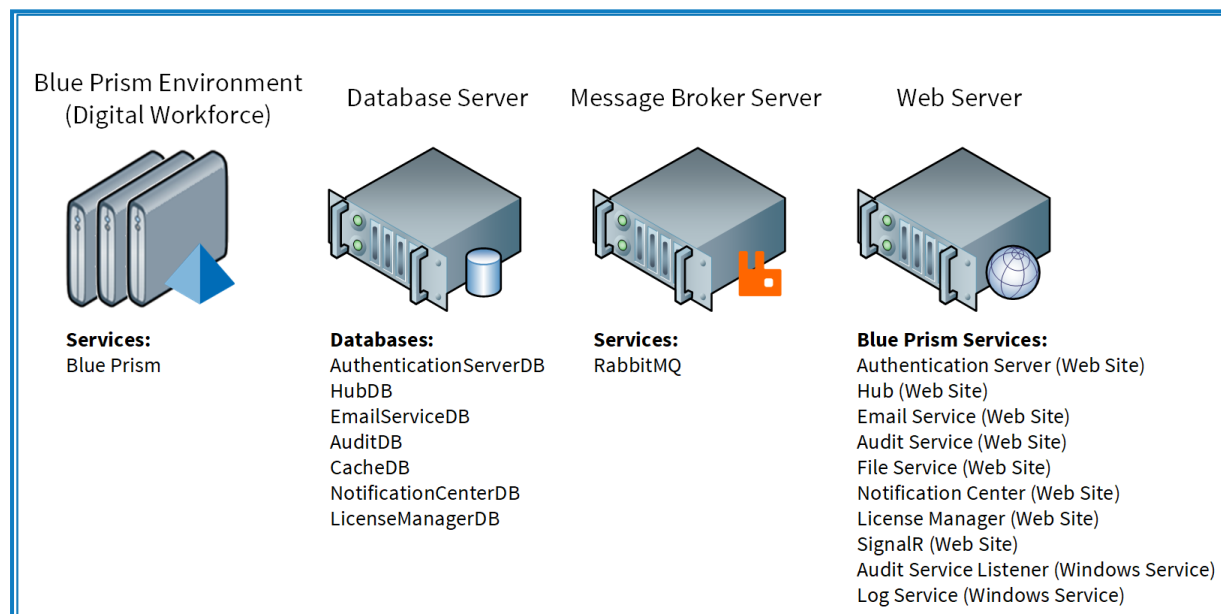 Blue Prism Environment
(Digital Workforce)
Database Server
Message Broker Server
Web Server
Services:
Blue Prism
Databases:
AuthenticationServerDB
HubDB
EmailServiceDB
AuditDB
CacheDB
NotificationCenterDB
LicenseManagerDB
Services:
RabbitMQ
Blue Prism Services:
Authentication Server (Web Site)
Hub (Web Site)
Email Service (Web Site)
Audit Service (Web Site)
File Service (Web Site)
Notification Center (Web Site)
License Manager (Web Site)
SignalR (Web Site)
Audit Service Listener (Windows Service)
Log Service (Windows Service)